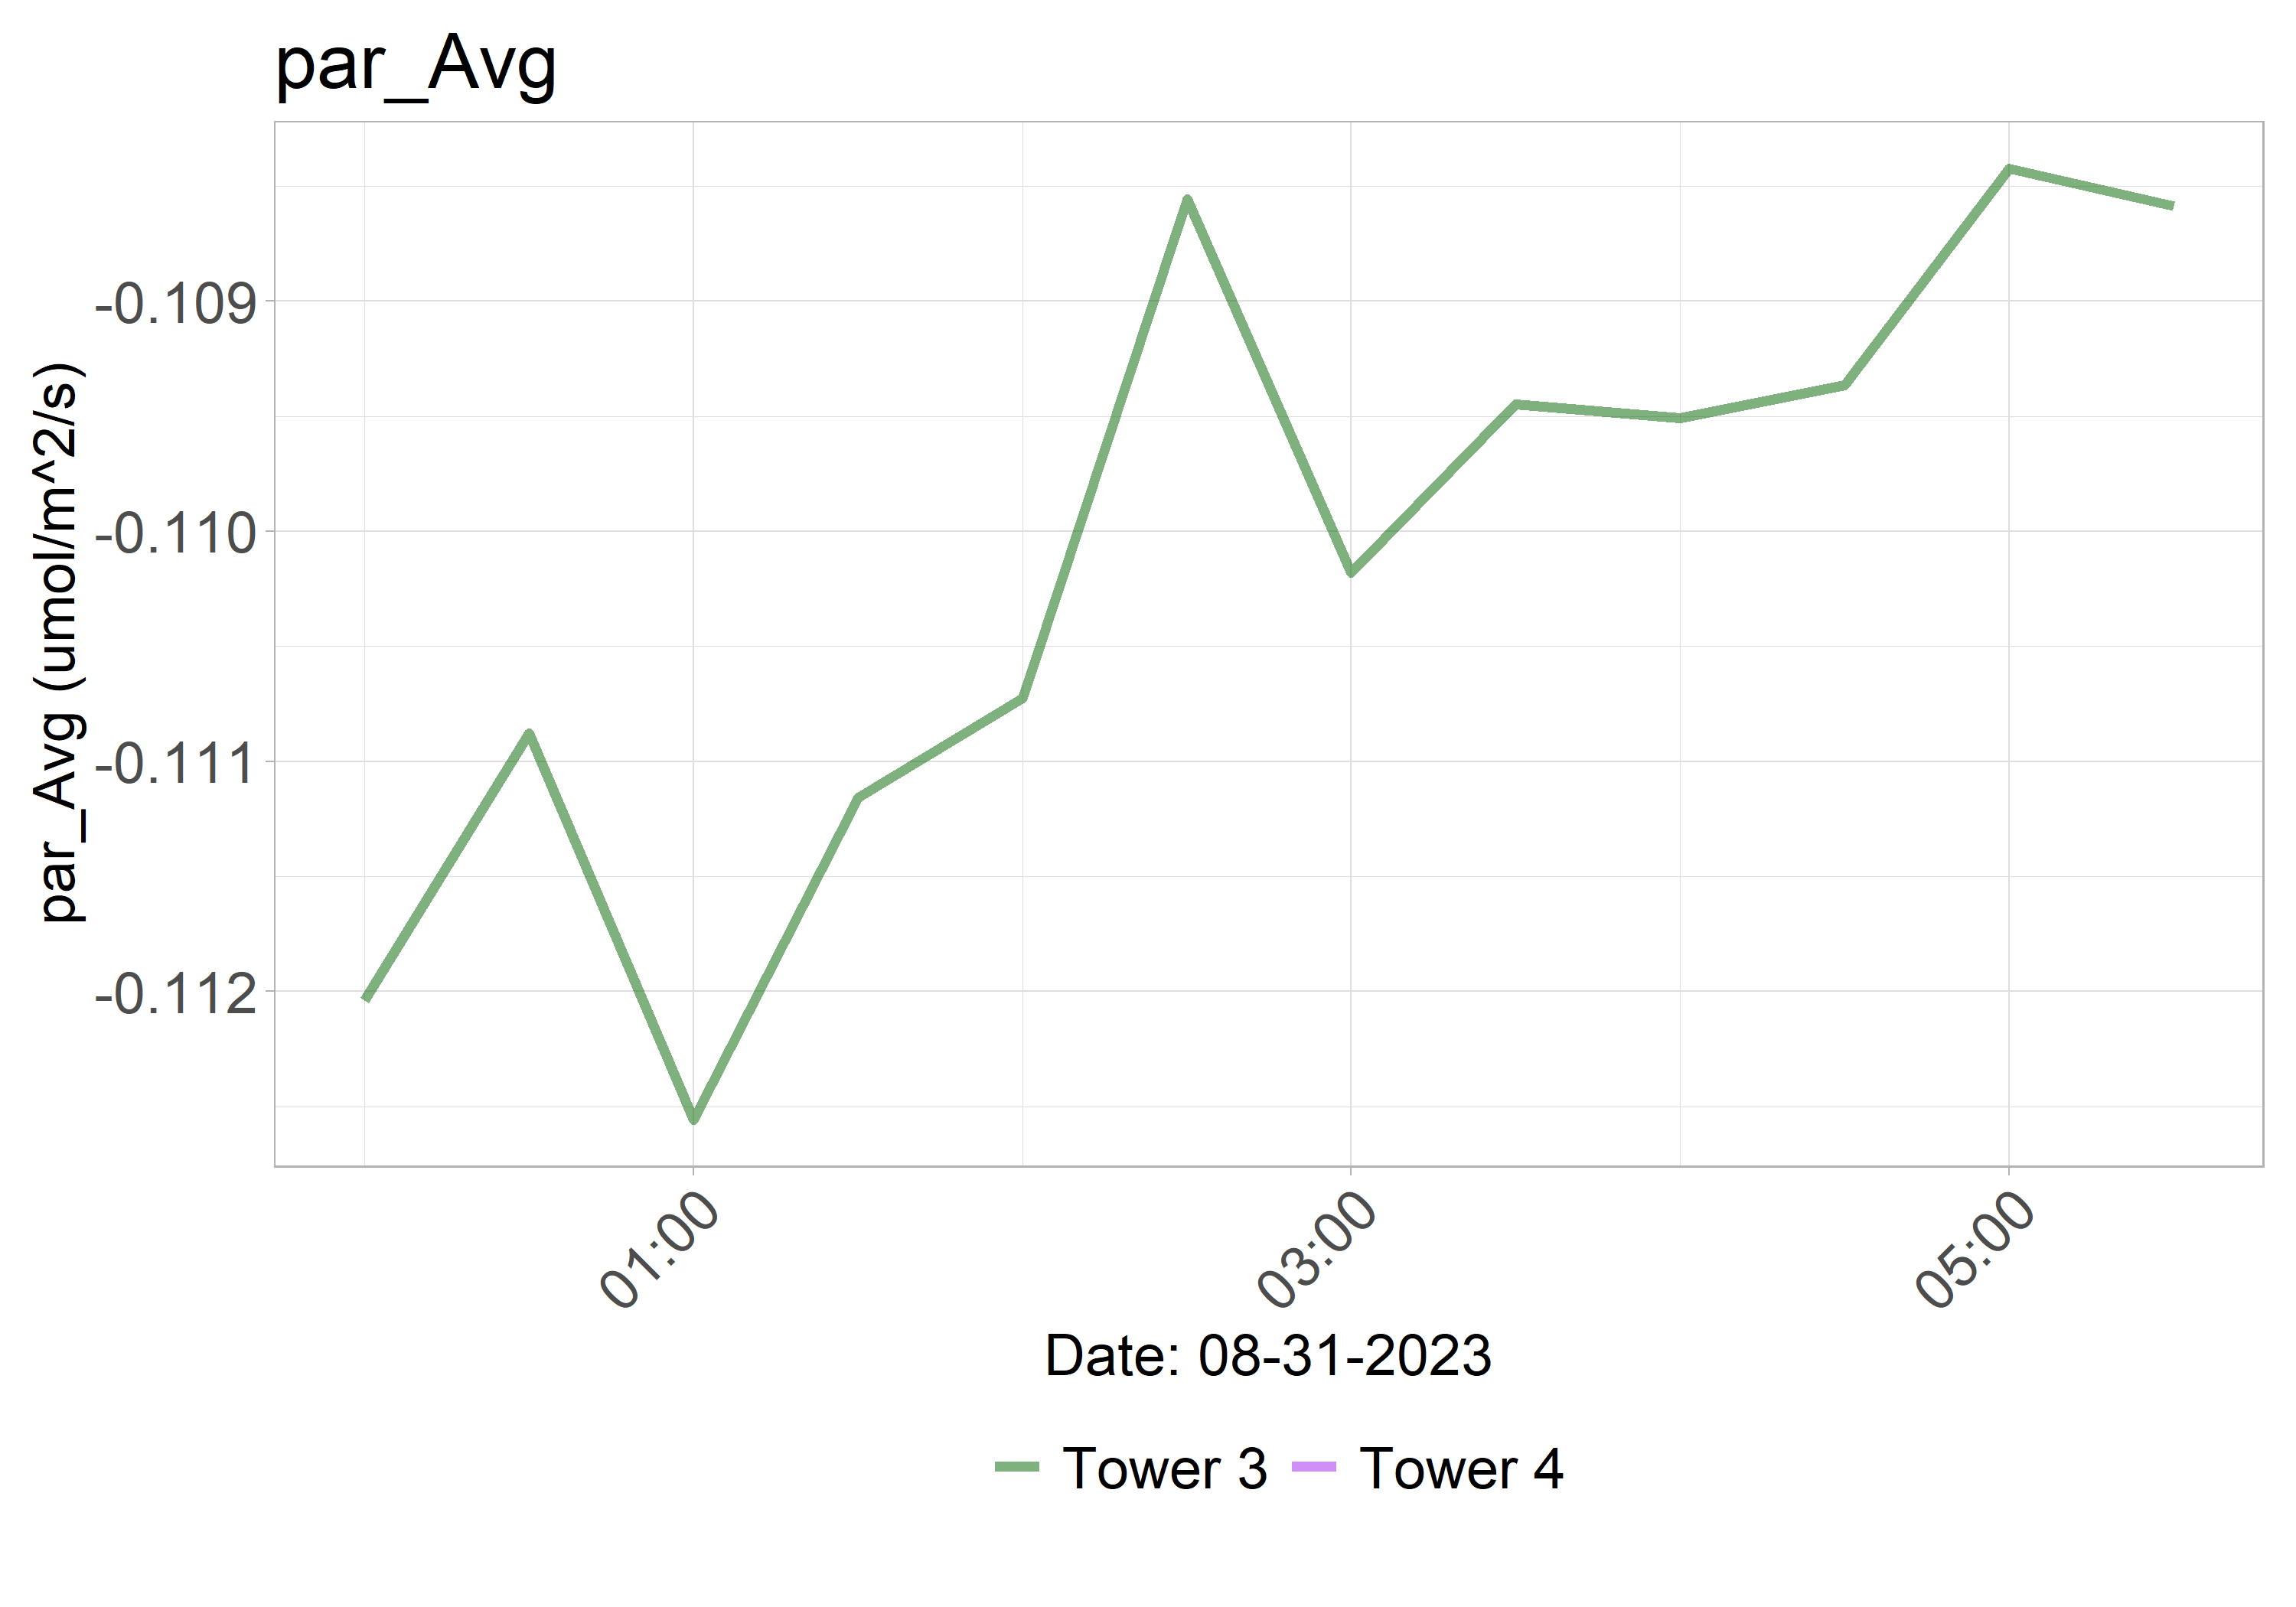 par_Avg
par_Avg (umol/m^2/s)
-0.109
-0.110
-0.111
-0.112
01:00
03:00
05:00
Date: 08-31-2023
Tower 3
Tower 4